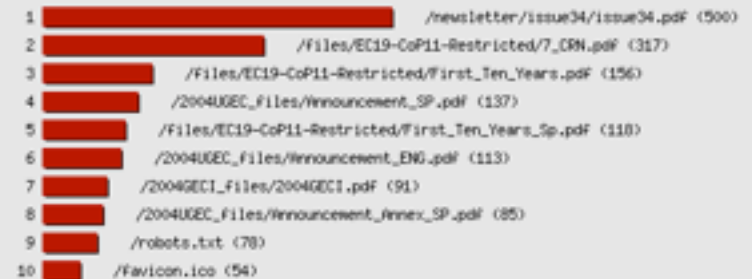 1 /newsletter/issue34/issue34.pdf (500)
2 /files/EC19-CoP11-Restricted/7_CRN.pdf (317)
3 /files/EC19-CoP11-Restricted/First_Ten_Years.pdf (156)
4 /2004UGEC_files/Announcement_SP.pdf (137)
5 /files/EC19-CoP11-Restricted/First_Ten_Years_Sp.pdf (118)
6 /2004UGEC_files/Announcement_ENG.pdf (113)
7 /2004GECI_files/2004GECI.pdf (91)
8 /2004UGEC_files/Announcement_Annex_SP.pdf (85)
9 /robots.txt (78)
10 /favicon.ico (54)